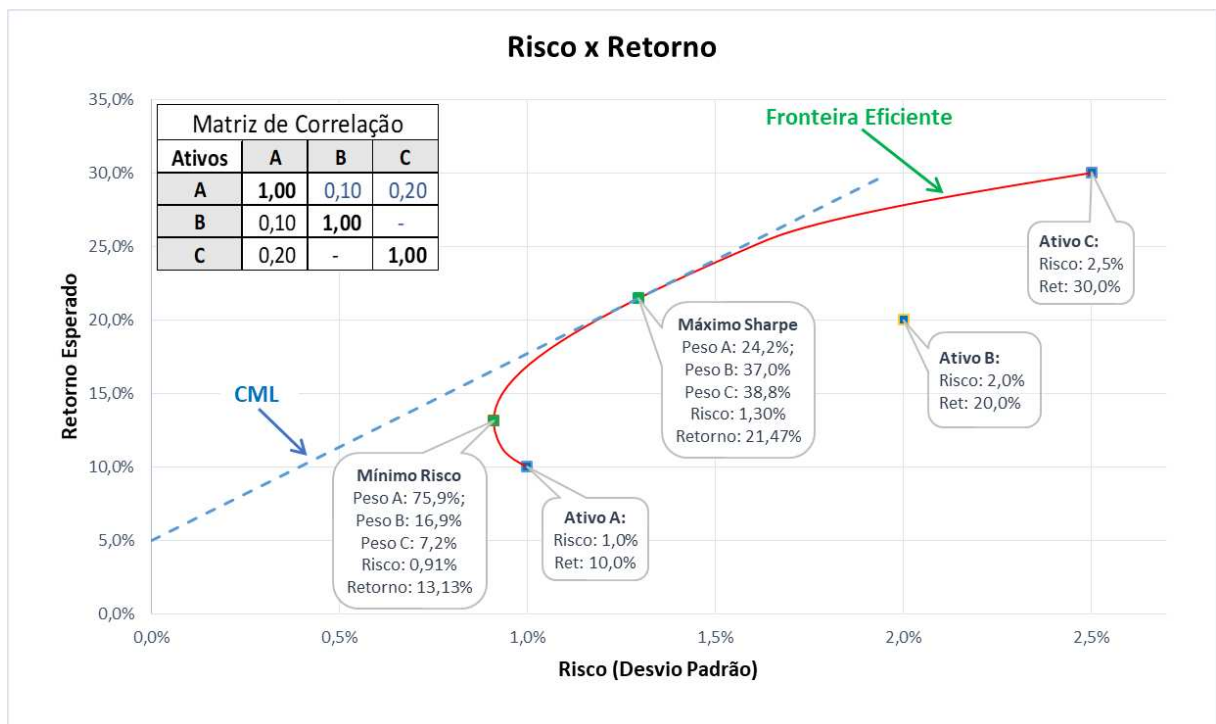 Risco x Retorno
35,0%
30,0%
25,0%
20,0%
15,0%
10,0%
5,0%
0,0%
Retorno Esperado
Matriz de Correlação
Ativos A B C
A 1,00 0,10 0,20
B 0,10 1,00 -
C 0,20 - 1,00
Fronteira Eficiente
CML
Ativo C:
Risco: 2,5%
Ret: 30,0%
Máximo Sharpe
Peso A: 24,2%;
Peso B: 37,0%
Peso C: 38,8%
Risco: 1,30%
Retorno: 21,47%
Ativo B:
Risco: 2,0%
Ret: 20,0%
Mínimo Risco
Peso A: 75,9%;
Peso B: 16,9%
Peso C: 7,2%
Risco: 0,91%
Retorno: 13,13%
Ativo A:
Risco: 1,0%
Ret: 10,0%
0,0% 0,5% 1,0% 1,5% 2,0% 2,5%
Risco (Desvio Padrão)